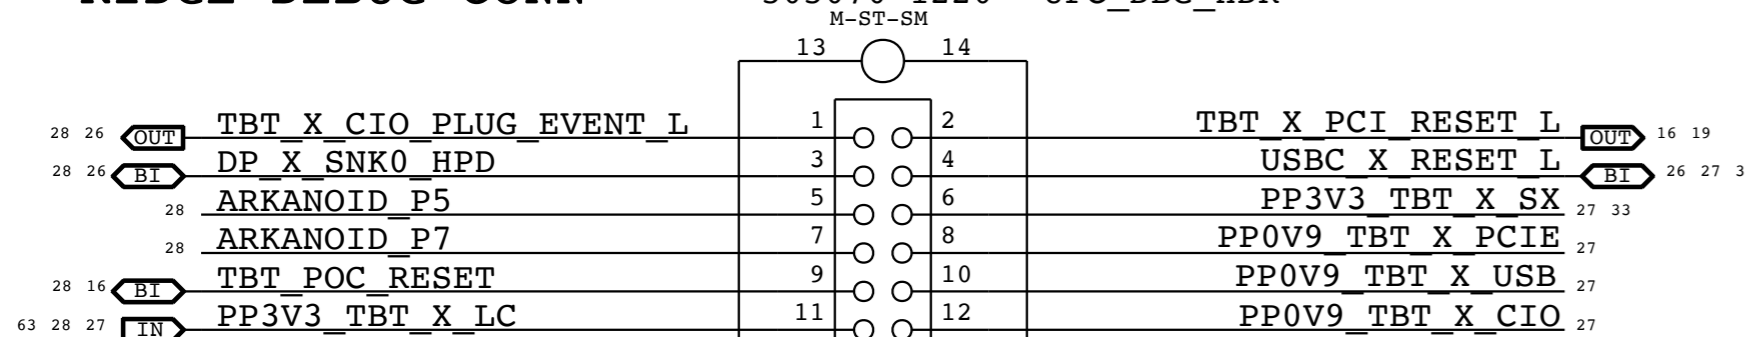 M-ST-SM
13 14
28 26 OUT TBT_X_CIO_PLUG_EVENT_L 1 2 TBT_X_PCI_RESET_L OUT 16 19
28 26 BI DP_X_SNK0_HPD 3 4 USBC_X_RESET_L BI 26 27 3
28 ARKANOID_P5 5 6 PP3V3_TBT_X_SX 27 33
28 ARKANOID_P7 7 8 PP0V9_TBT_X_PCIE 27
28 16 BI TBT_POC_RESET 9 10 PP0V9_TBT_X_USB 27
63 28 27 IN PP3V3_TBT_X_LC 11 12 PP0V9_TBT_X_CIO 27